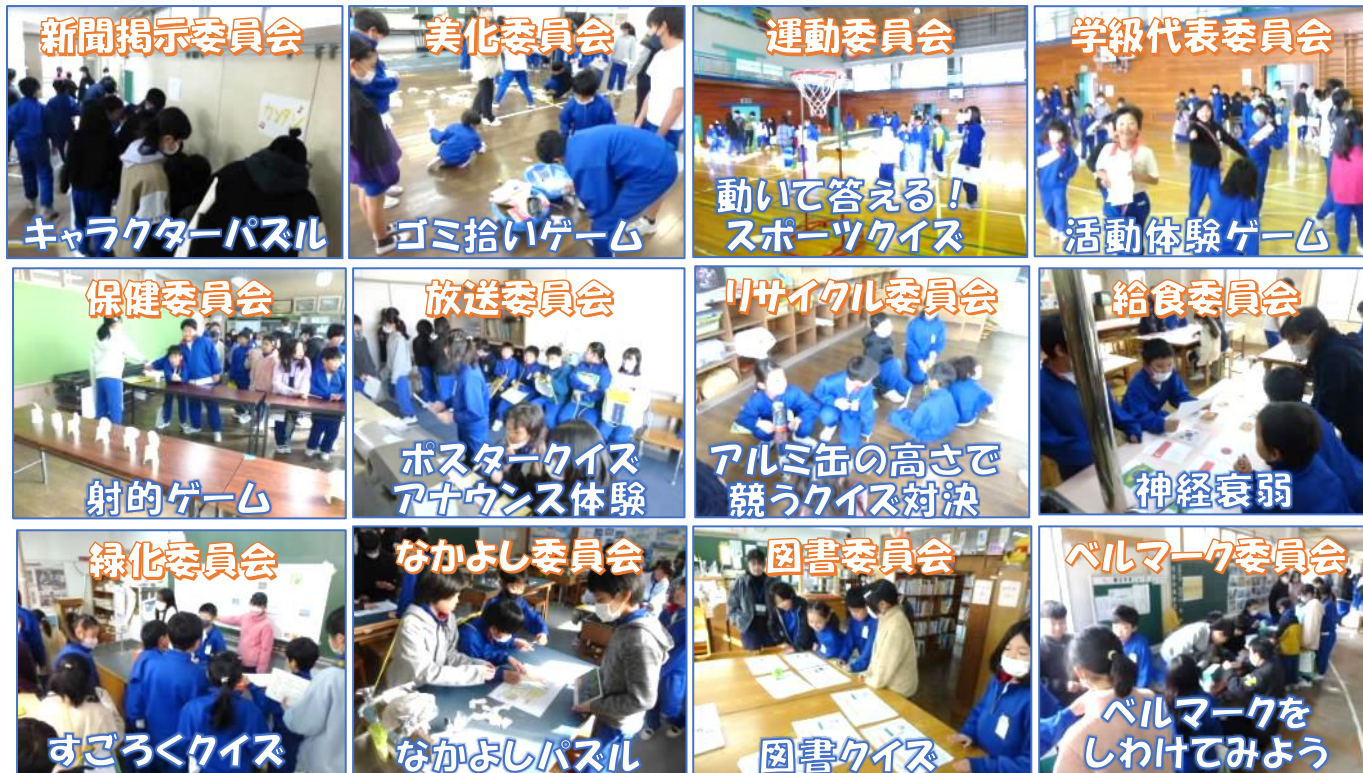 新聞掲示委員会
カンタン
キャラクターパズル
美化委員会
ゴミ拾いゲーム
運動委員会
動いて答える！
スポーツクイズ
学級代表委員会
活動体験ゲーム
保健委員会
射的ゲーム
放送委員会
ポスタークイズ
アナウンス体験
リサイクル委員会
アルミ缶の高さで
競うクイズ対決
給食委員会
神経衰弱
緑化委員会
すごろくクイズ
なかよし委員会
なかよしパズル
図書委員会
図書クイズ
ベルマーク委員会
ベルマークを
しわけてみよう